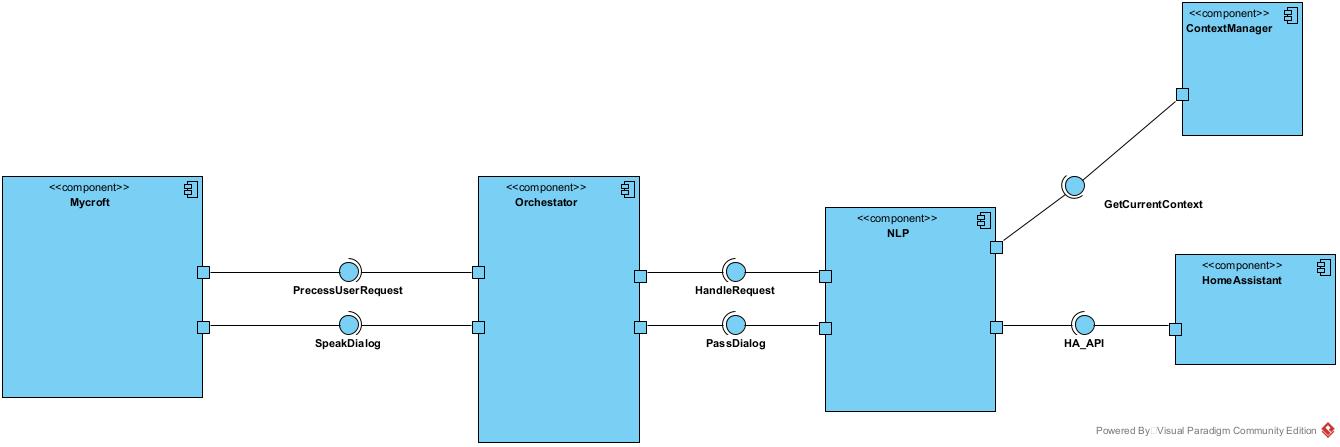 <<component>>
ContextManager
<<component>>
Mycroft
<<component>>
Orchestator
<<component>>
NLP
GetCurrentContext
<<component>>
HomeAssistant
PrecessUserRequest
HandleRequest
SpeakDialog
PassDialog
HA_API
Powered By Visual Paradigm Community Edition